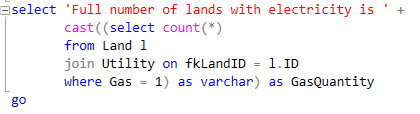 select 'Full number of lands with electricity is ' +
cast((select count(*)
from Land l
join Utility on fkLandID = l.ID
where Gas = 1) as varchar) as GasQuantity
go